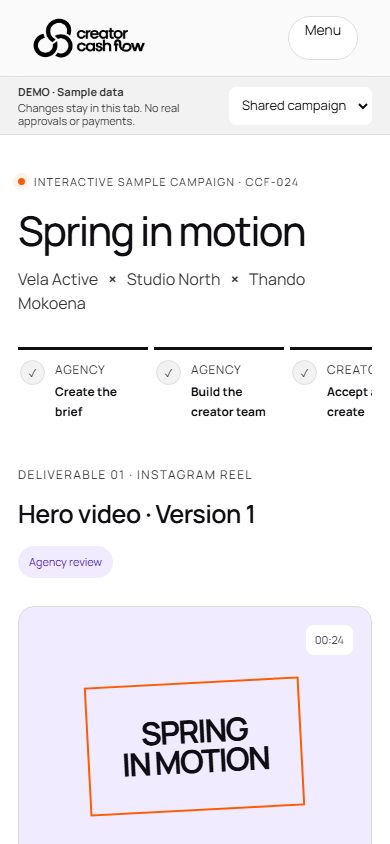 creator
cash flow
Menu
DEMO · Sample data
Changes stay in this tab. No real
approvals or payments.
Shared campaign
INTERACTIVE SAMPLE CAMPAIGN · CCF-024
Spring in motion
Vela Active × Studio North × Thando
Mokoena
AGENCY
Create the
brief
AGENCY
Build the
creator team
CREATO
Accept a
create
DELIVERABLE 01 · INSTAGRAM REEL
Hero video · Version 1
Agency review
00:24
SPRING
IN MOTION